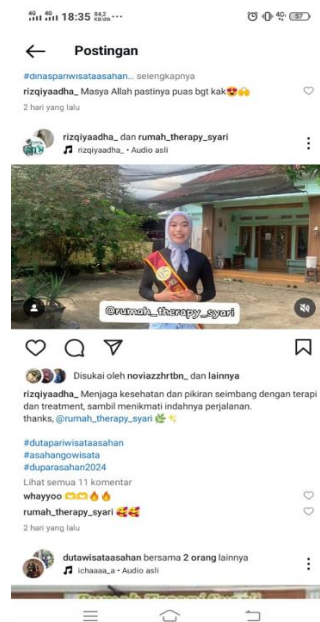 18:35
Postingan
#dinaspariwisataasahan... selengkapnya
rizqiyaadha_ Masya Allah pastinya puas bgt kak😍🙌
2 hari yang lalu
rizqiyaadha_ dan rumah_therapy_syari
rizqiyaadha_ • Audio asli
@rumah_therapy_syari
Disukai oleh noviazzhrtbn_ dan lainnya
rizqiyaadha_ Menjaga kesehatan dan pikiran seimbang dengan terapi
dan treatment, sambil menikmati indahnya perjalanan.
thanks, @rumah_therapy_syari 🌿✨
#dutapariwisataasahan
#asahangowisata
#duparasahan2024
Lihat semua 11 komentar
whayyoo 🫶🫶🔥🔥
rumah_therapy_syari 🥰🥰
2 hari yang lalu
dutawisataasahan bersama 2 orang lainnya
ichaaaa_a • Audio asli